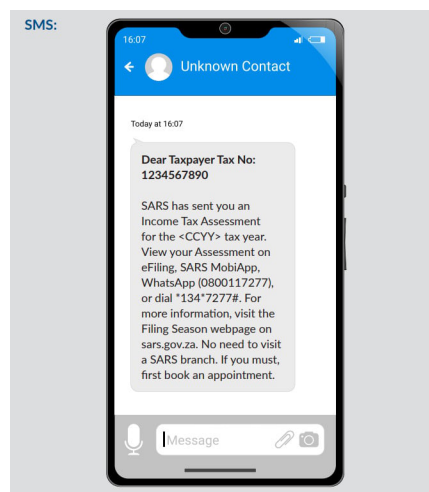 SMS:
16:07
Unknown Contact
Today at 16:07
Dear Taxpayer Tax No:
1234567890
SARS has sent you an
Income Tax Assessment
for the <CCYY> tax year.
View your Assessment on
eFiling, SARS MobiApp,
WhatsApp (0800117277),
or dial *134*7277#. For
more information, visit the
Filing Season webpage on
sars.gov.za. No need to visit
a SARS branch. If you must,
first book an appointment.
Message